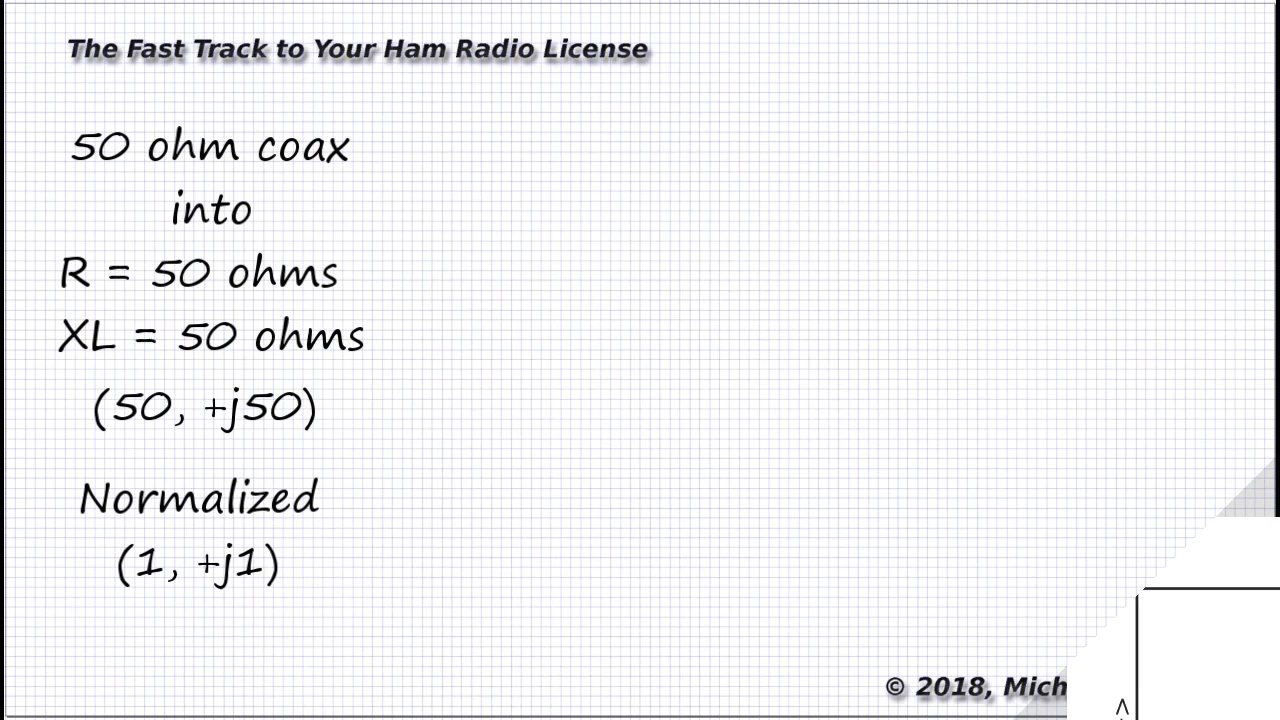 The Fast Track to Your Ham Radio License
50 ohm coax
into
R = 50 ohms
XL = 50 ohms
(50, +j50)
Normalized
(1, +j1)
© 2018, Mich